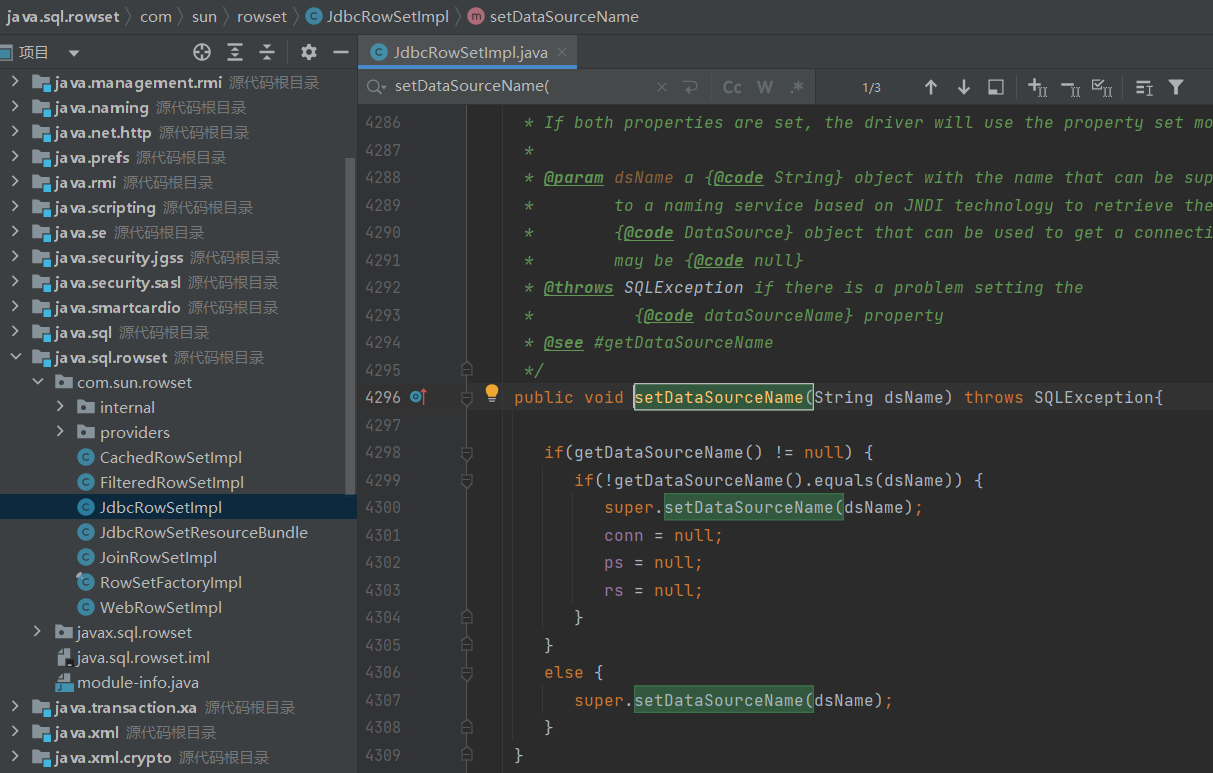 java.sql.rowset com sun rowset JdbcRowSetImpl setDataSourceName
项目
JdbcRowSetImpl.java
setDataSourceName( Cc W .* 1/3
java.management.rmi 源代码根目录
java.naming 源代码根目录
java.net.http 源代码根目录
java.prefs 源代码根目录
java.rmi 源代码根目录
java.scripting 源代码根目录
java.se 源代码根目录
java.security.jgss 源代码根目录
java.security.sasl 源代码根目录
java.smartcardio 源代码根目录
java.sql 源代码根目录
java.sql.rowset 源代码根目录
com.sun.rowset
internal
providers
CachedRowSetImpl
FilteredRowSetImpl
JdbcRowSetImpl
JdbcRowSetResourceBundle
JoinRowSetImpl
RowSetFactoryImpl
WebRowSetImpl
javax.sql.rowset
java.sql.rowset.iml
module-info.java
java.transaction.xa 源代码根目录
java.xml 源代码根目录
java.xml.crypto 源代码根目录
4286 * If both properties are set, the driver will use the property set mo
4287 *
4288 * @param dsName a {@code String} object with the name that can be sup
4289 * to a naming service based on JNDI technology to retrieve the
4290 * {@code DataSource} object that can be used to get a connecti
4291 * may be {@code null}
4292 * @throws SQLException if there is a problem setting the
4293 * {@code dataSourceName} property
4294 * @see #getDataSourceName
4295 */
4296 public void setDataSourceName(String dsName) throws SQLException{
4297
4298 if(getDataSourceName() != null) {
4299 if(!getDataSourceName().equals(dsName)) {
4300 super.setDataSourceName(dsName);
4301 conn = null;
4302 ps = null;
4303 rs = null;
4304 }
4305 }
4306 else {
4307 super.setDataSourceName(dsName);
4308 }
4309 }